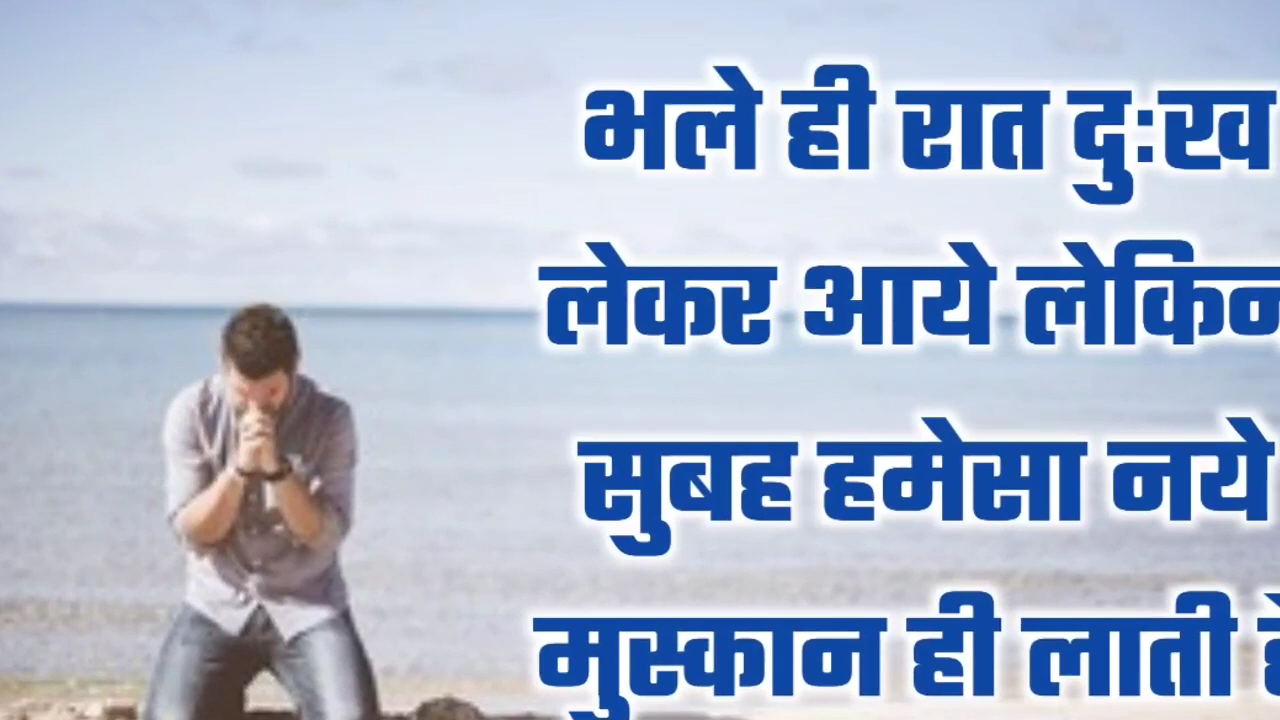 भले ही रात दुःख
लेकर आये लेकिन
सुबह हमेसा नये
मुस्कान ही लाती